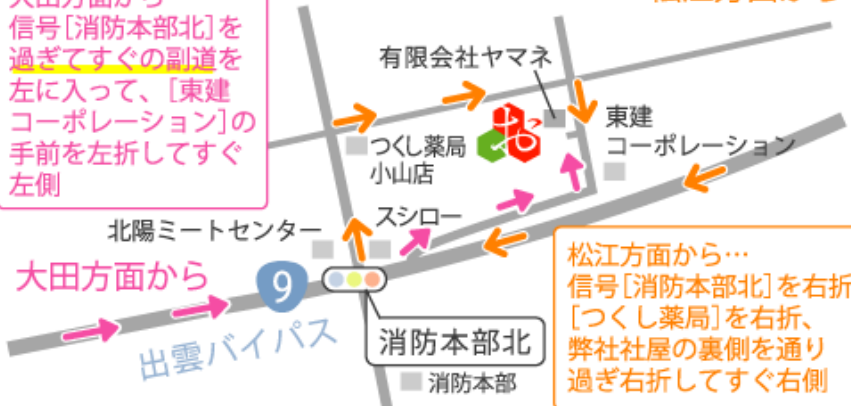 大田方面から
信号[消防本部北]を
過ぎてすぐの副道を
左に入って、[東建
コーポレーション]の
手前を左折してすぐ
左側
松江方面から
有限会社ヤマネ
お
東建
コーポレーション
つくし薬局
小山店
スシロー
北陽ミートセンター
大田方面から
9
出雲バイパス
消防本部北
消防本部
松江方面から…
信号[消防本部北]を右折
[つくし薬局]を右折、
弊社社屋の裏側を通り
過ぎ右折してすぐ右側